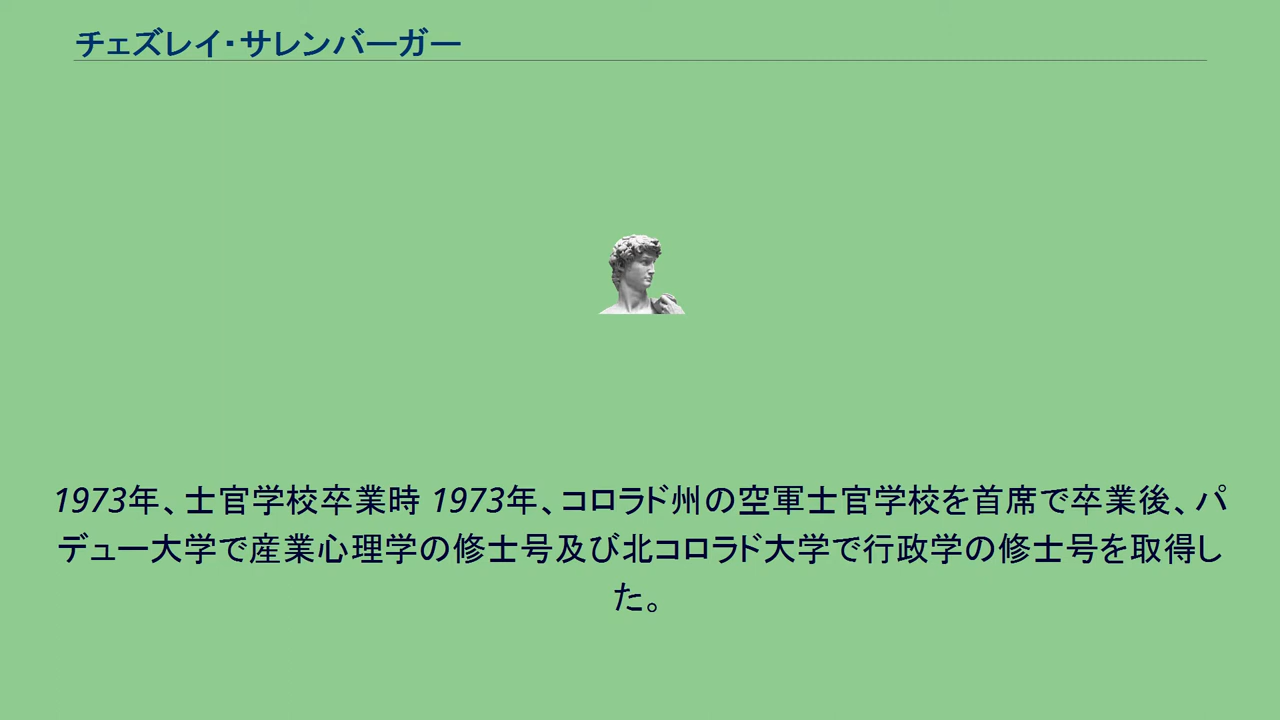 チェズレイ・サレンバーガー
1973年、士官学校卒業時 1973年、コロラド州の空軍士官学校を首席で卒業後、パ
デュー大学で産業心理学の修士号及び北コロラド大学で行政学の修士号を取得し
た。